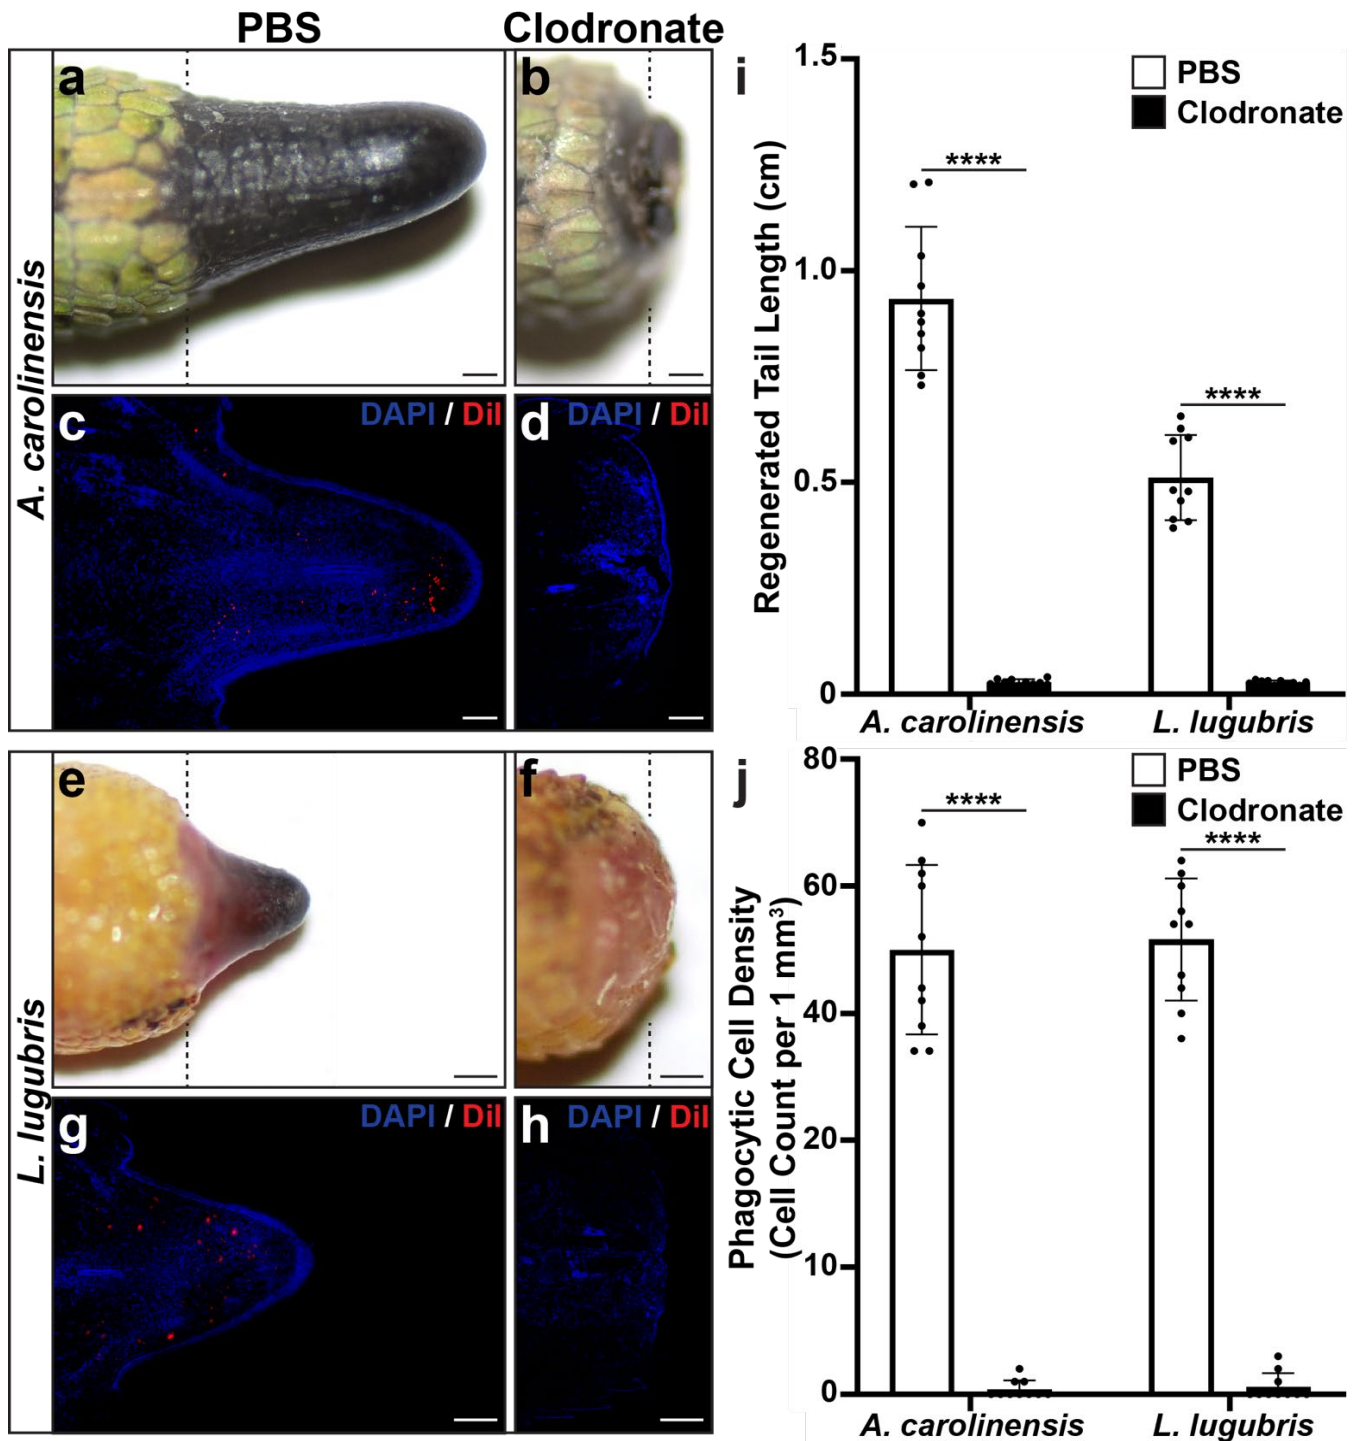 PBS
Clodronate
A. carolinensis
a
b
c
DAPI / DiI
d
DAPI / DiI
L. lugubris
e
f
g
DAPI / DiI
h
DAPI / DiI
i
PBS
Clodronate
Regenerated Tail Length (cm)
1.5
1.0
0.5
0
****
****
A. carolinensis
L. lugubris
j
PBS
Clodronate
Phagocytic Cell Density
(Cell Count per 1 mm³)
80
60
40
20
10
0
****
****
A. carolinensis
L. lugubris